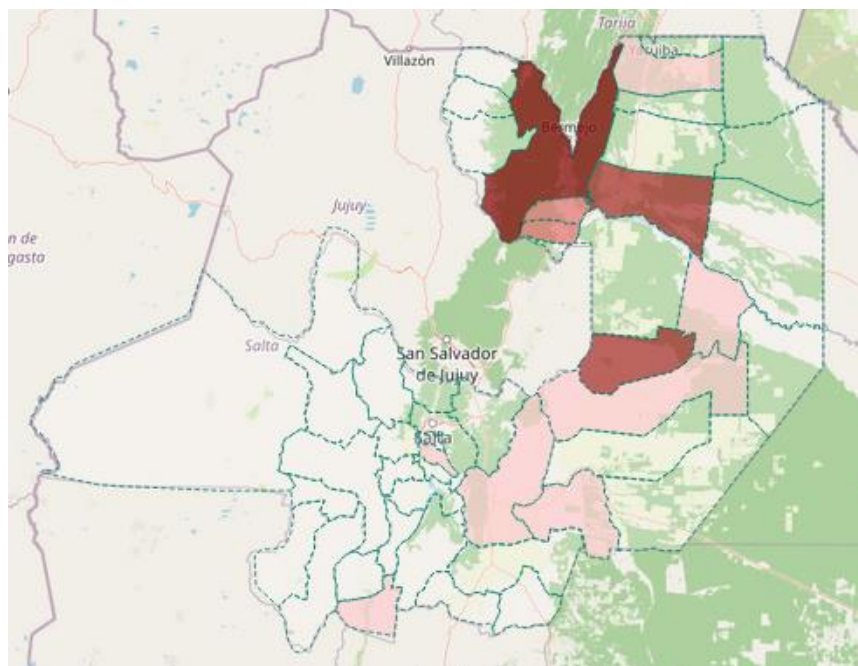 Tarija
Villazón
Yacuiba
Bermejo
Jujuy
n de
gasta
Salta
San Salvador
de Jujuy
Salta